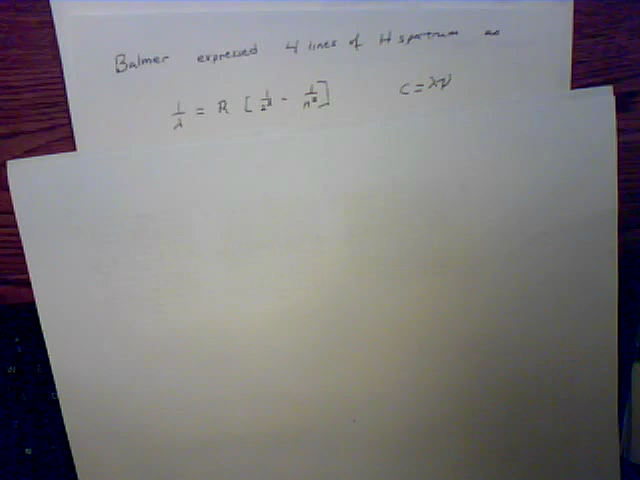 Balmer expressed 4 lines of H spectrum as
1/λ = R [ 1/2² - 1/n² ] C = λν